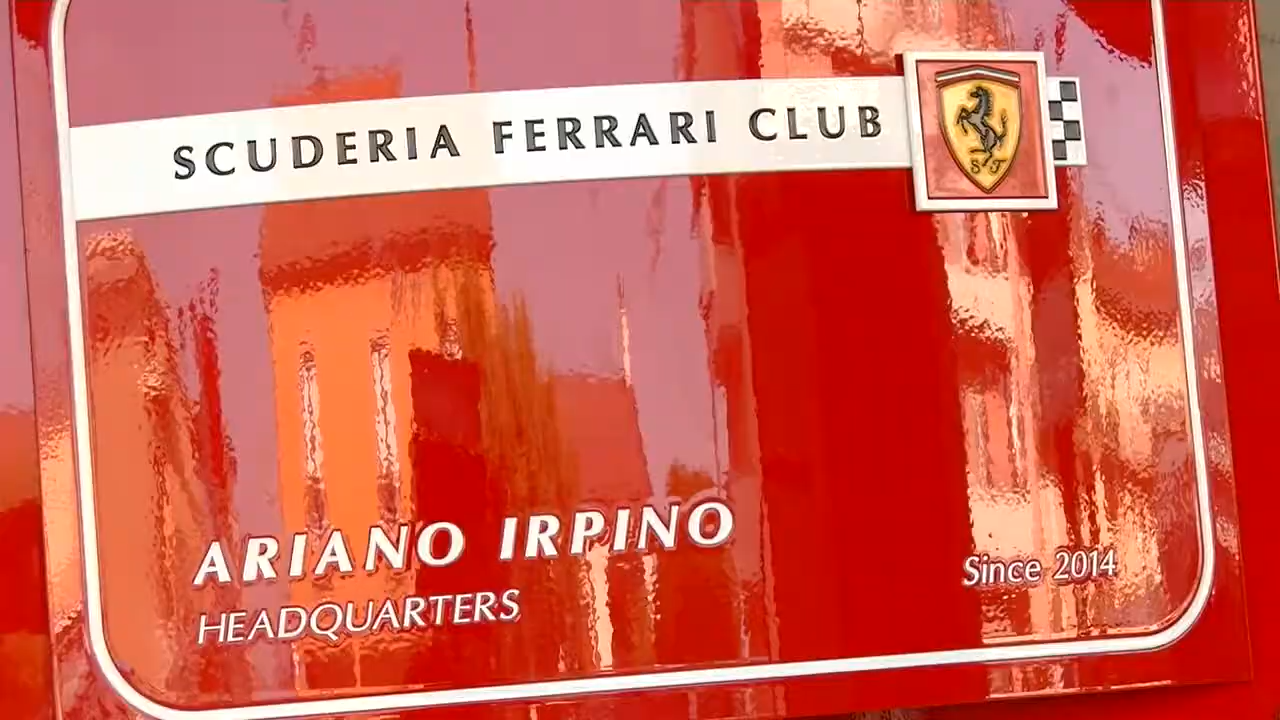 SCUDERIA FERRARI CLUB
S F
ARIANO IRPINO
HEADQUARTERS
Since 2014